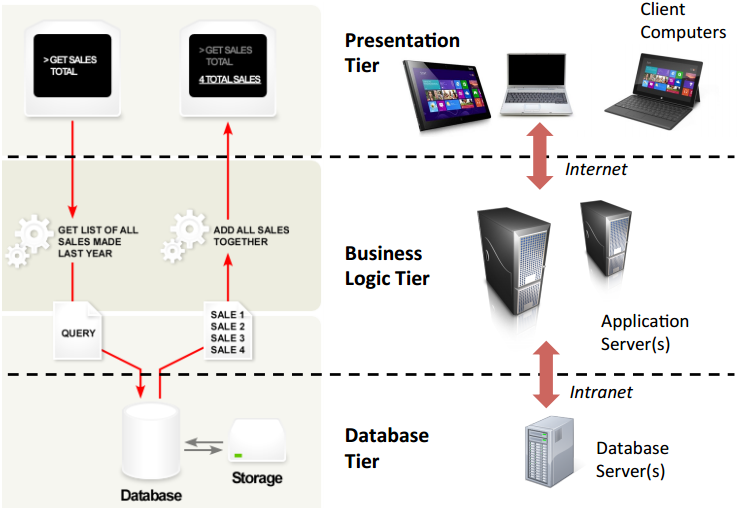 > GET SALES
TOTAL
> GET SALES
TOTAL
4 TOTAL SALES
Presentation
Tier
Client
Computers
Internet
GET LIST OF ALL
SALES MADE
LAST YEAR
ADD ALL SALES
TOGETHER
Business
Logic Tier
Application
Server(s)
QUERY
SALE 1
SALE 2
SALE 3
SALE 4
Intranet
Database
Tier
Database
Server(s)
Database
Storage